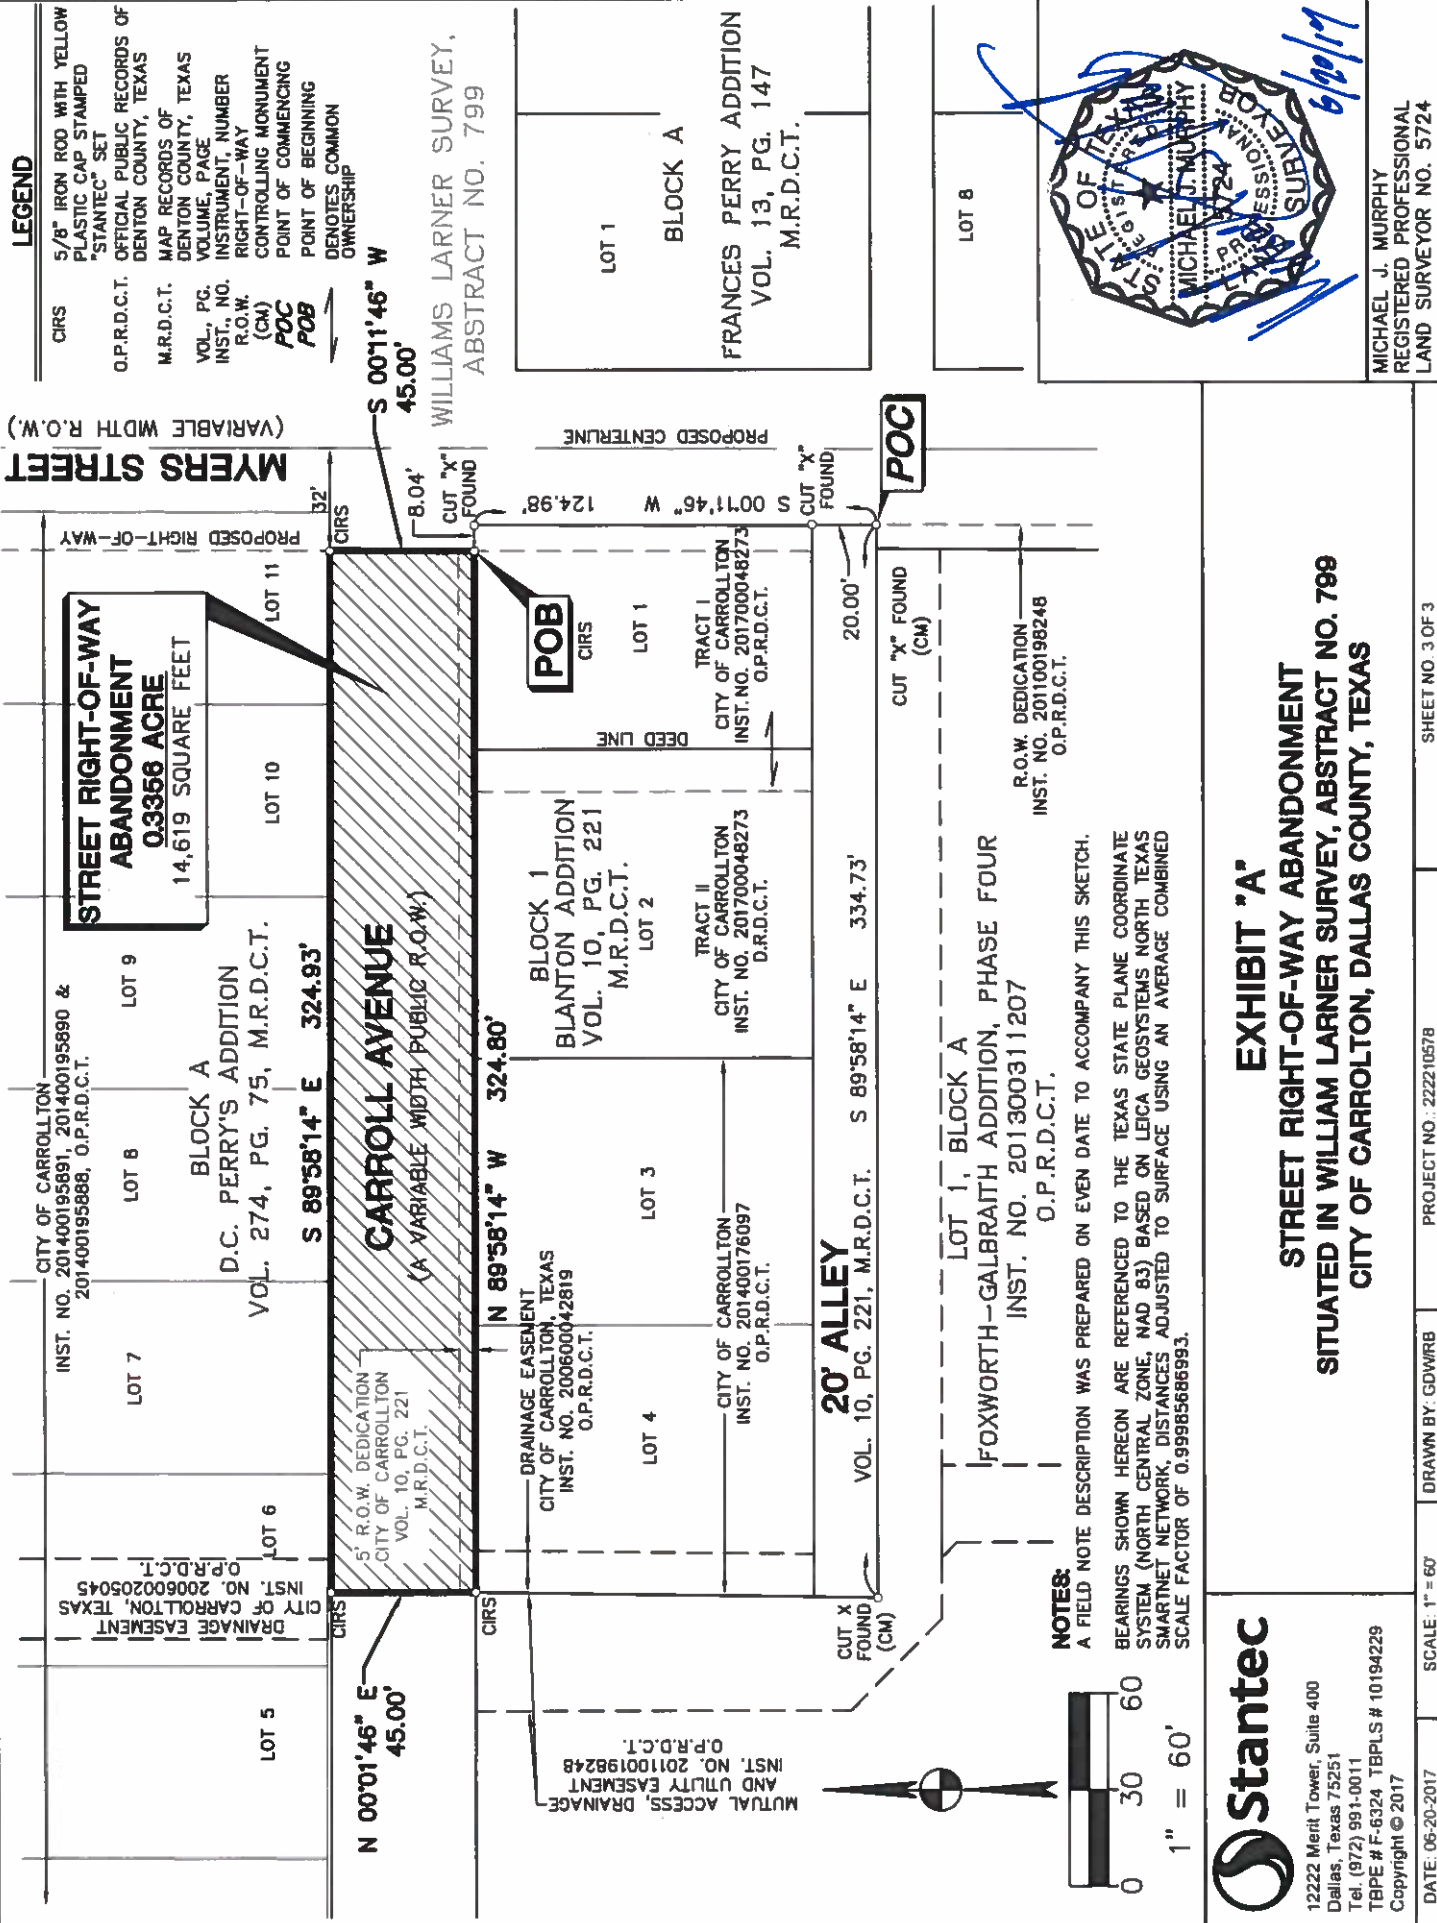 LEGEND
CIRS 5/8" IRON ROD WITH YELLOW
PLASTIC CAP STAMPED
"STANTEC" SET
O.P.R.D.C.T. OFFICIAL PUBLIC RECORDS OF
DENTON COUNTY, TEXAS
M.R.D.C.T. MAP RECORDS OF
DENTON COUNTY, TEXAS
VOL., PG. VOLUME, PAGE
INST., NO. INSTRUMENT, NUMBER
R.O.W. RIGHT-OF-WAY
(CM) CONTROLLING MONUMENT
POC POINT OF COMMENCING
POB POINT OF BEGINNING
DENOTES COMMON
OWNERSHIP
CITY OF CARROLLTON
INST. NO. 201400195891, 201400195890 &
201400195888, O.P.R.D.C.T.
LOT 5
LOT 6
LOT 7
LOT 8
LOT 9
LOT 10
LOT 11
BLOCK A
D.C. PERRY'S ADDITION
VOL. 274, PG. 75, M.R.D.C.T.
STREET RIGHT-OF-WAY
ABANDONMENT
0.3356 ACRE
14,619 SQUARE FEET
DRAINAGE EASEMENT
CITY OF CARROLLTON, TEXAS
INST. NO. 200600205045
O.P.R.D.C.T.
PROPOSED RIGHT-OF-WAY
MYERS STREET
(VARIABLE WIDTH R.O.W.)
32'
CIRS
CIRS
S 89°58'14" E 324.93'
CARROLL AVENUE
(A VARIABLE WIDTH PUBLIC R.O.W.)
5' R.O.W. DEDICATION
CITY OF CARROLLTON
VOL. 10, PG. 221
M.R.D.C.T.
N 00°01'46" E
45.00'
S 00°11'46" W
45.00'
8.04'
CUT "X"
FOUND
WILLIAMS LARNER SURVEY,
ABSTRACT NO. 799
N 89°58'14" W 324.80'
CIRS
POB
CIRS
DRAINAGE EASEMENT
CITY OF CARROLLTON, TEXAS
INST. NO. 200600042819
O.P.R.D.C.T.
BLOCK 1
BLANTON ADDITION
VOL. 10, PG. 221
M.R.D.C.T.
LOT 4
LOT 3
LOT 2
LOT 1
DEED LINE
CITY OF CARROLLTON
INST. NO. 201400176097
O.P.R.D.C.T.
TRACT II
CITY OF CARROLLTON
INST. NO. 201700048273
D.R.D.C.T.
TRACT I
CITY OF CARROLLTON
INST. NO. 201700048273
O.P.R.D.C.T.
S 00°11'46" W 124.98'
PROPOSED CENTERLINE
CUT "X"
FOUND
LOT 1
BLOCK A
FRANCES PERRY ADDITION
VOL. 13, PG. 147
M.R.D.C.T.
LOT 8
20' ALLEY
VOL. 10, PG. 221, M.R.D.C.T. S 89°58'14" E 334.73'
20.00'
POC
CUT X
FOUND
(CM)
CUT "X" FOUND
(CM)
MUTUAL ACCESS, DRAINAGE
AND UTILITY EASEMENT
INST. NO. 201100198248
O.P.R.D.C.T.
LOT 1, BLOCK A
FOXWORTH-GALBRAITH ADDITION, PHASE FOUR
INST. NO. 201300311207
O.P.R.D.C.T.
R.O.W. DEDICATION
INST. NO. 201100198248
O.P.R.D.C.T.
0 30 60
1" = 60'
NOTES:
A FIELD NOTE DESCRIPTION WAS PREPARED ON EVEN DATE TO ACCOMPANY THIS SKETCH.
BEARINGS SHOWN HEREON ARE REFERENCED TO THE TEXAS STATE PLANE COORDINATE
SYSTEM (NORTH CENTRAL ZONE, NAD 83) BASED ON LEICA GEOSYSTEMS NORTH TEXAS
SMARTNET NETWORK, DISTANCES ADJUSTED TO SURFACE USING AN AVERAGE COMBINED
SCALE FACTOR OF 0.99985686993.
STATE OF TEXAS
REGISTERED
MICHAEL J. MURPHY
5724
PROFESSIONAL
LAND SURVEYOR
6/20/17
MICHAEL J. MURPHY
REGISTERED PROFESSIONAL
LAND SURVEYOR NO. 5724
Stantec
12222 Merit Tower, Suite 400
Dallas, Texas 75251
Tel. (972) 991-0011
TBPE # F-6324 TBPLS # 10194229
Copyright © 2017
EXHIBIT "A"
STREET RIGHT-OF-WAY ABANDONMENT
SITUATED IN WILLIAM LARNER SURVEY, ABSTRACT NO. 799
CITY OF CARROLTON, DALLAS COUNTY, TEXAS
DATE: 06-20-2017 SCALE: 1" = 60' DRAWN BY: GDW/RB PROJECT NO.: 222210578 SHEET NO. 3 OF 3